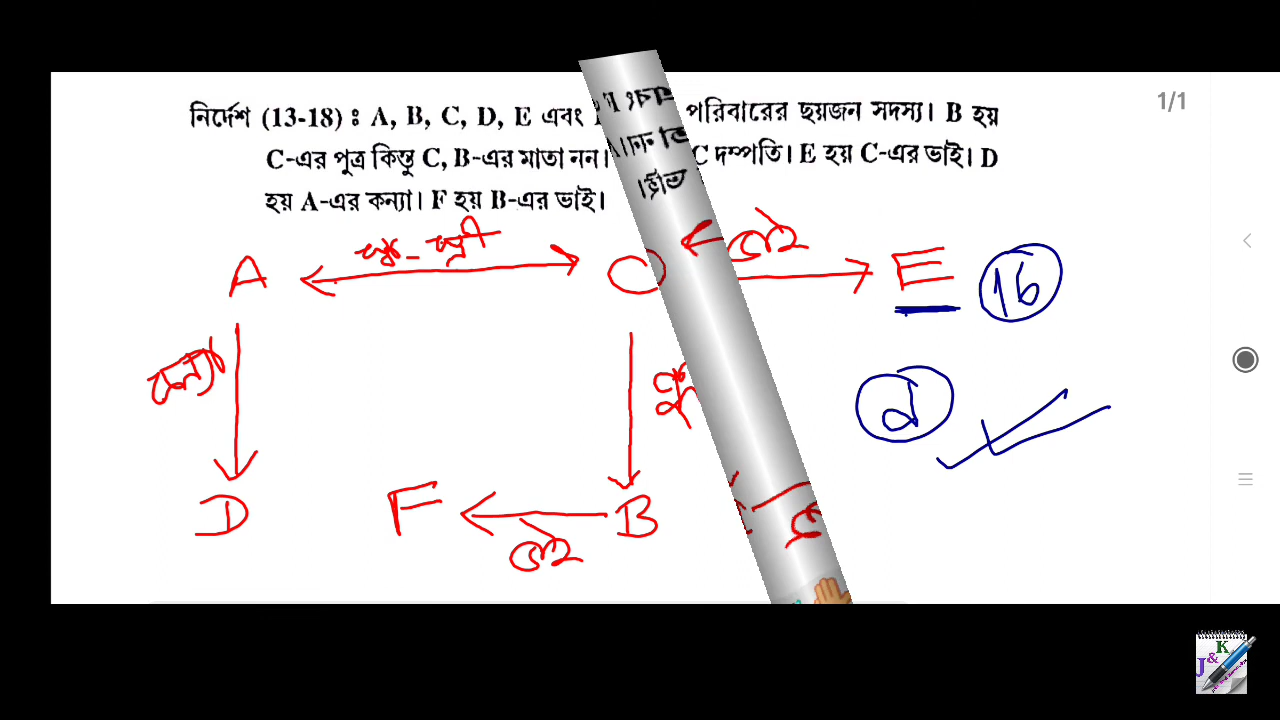 1/1
নির্দেশ (13-18) : A, B, C, D, E এবং পরিবারের ছয়জন সদস্য। B হয়
C-এর পুত্র কিন্তু C, B-এর মাতা নন। C দম্পতি। E হয় C-এর ভাই। D
হয় A-এর কন্যা। F হয় B-এর ভাই।
A C ভাই E 16
কন্যা d
D F B
ভাই
J&K